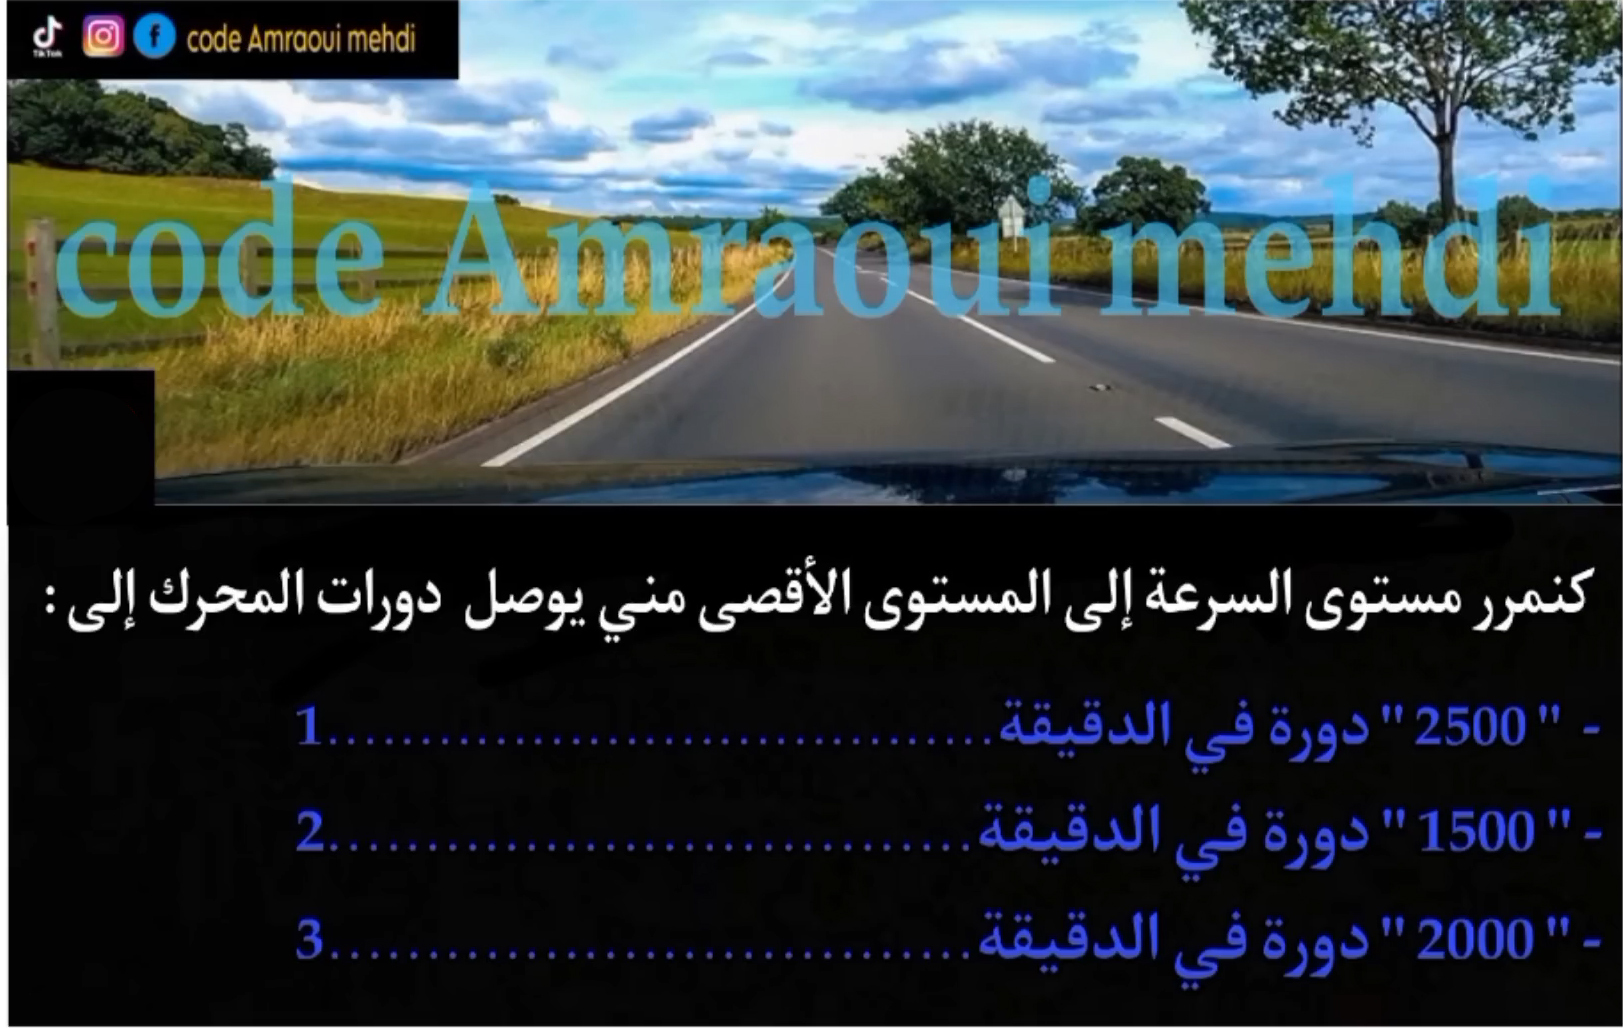 TikTok code Amraoui mehdi
code Amraoui mehdi
كنمرر مستوى السرعة إلى المستوى الأقصى مني يوصل دورات المحرك إلى :
- " 2500 " دورة في الدقيقة.................................1
- " 1500 " دورة في الدقيقة.................................2
- " 2000 " دورة في الدقيقة.................................3